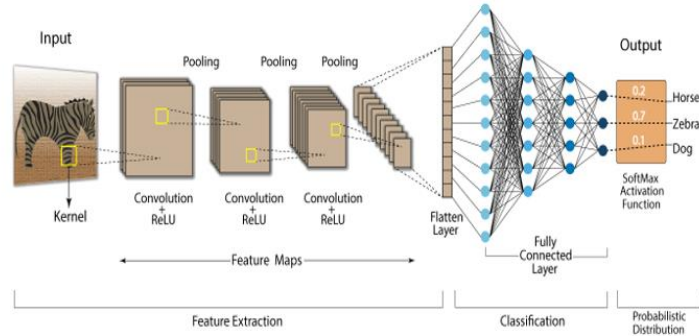 Input
Pooling
Pooling
Pooling
Output
0.2
Horse
0.7
Zebra
0.1
Dog
SoftMax
Activation
Function
Kernel
Convolution
+
ReLU
Convolution
+
ReLU
Convolution
+
ReLU
Flatten
Layer
Fully
Connected
Layer
Feature Maps
Feature Extraction
Classification
Probabilistic
Distribution